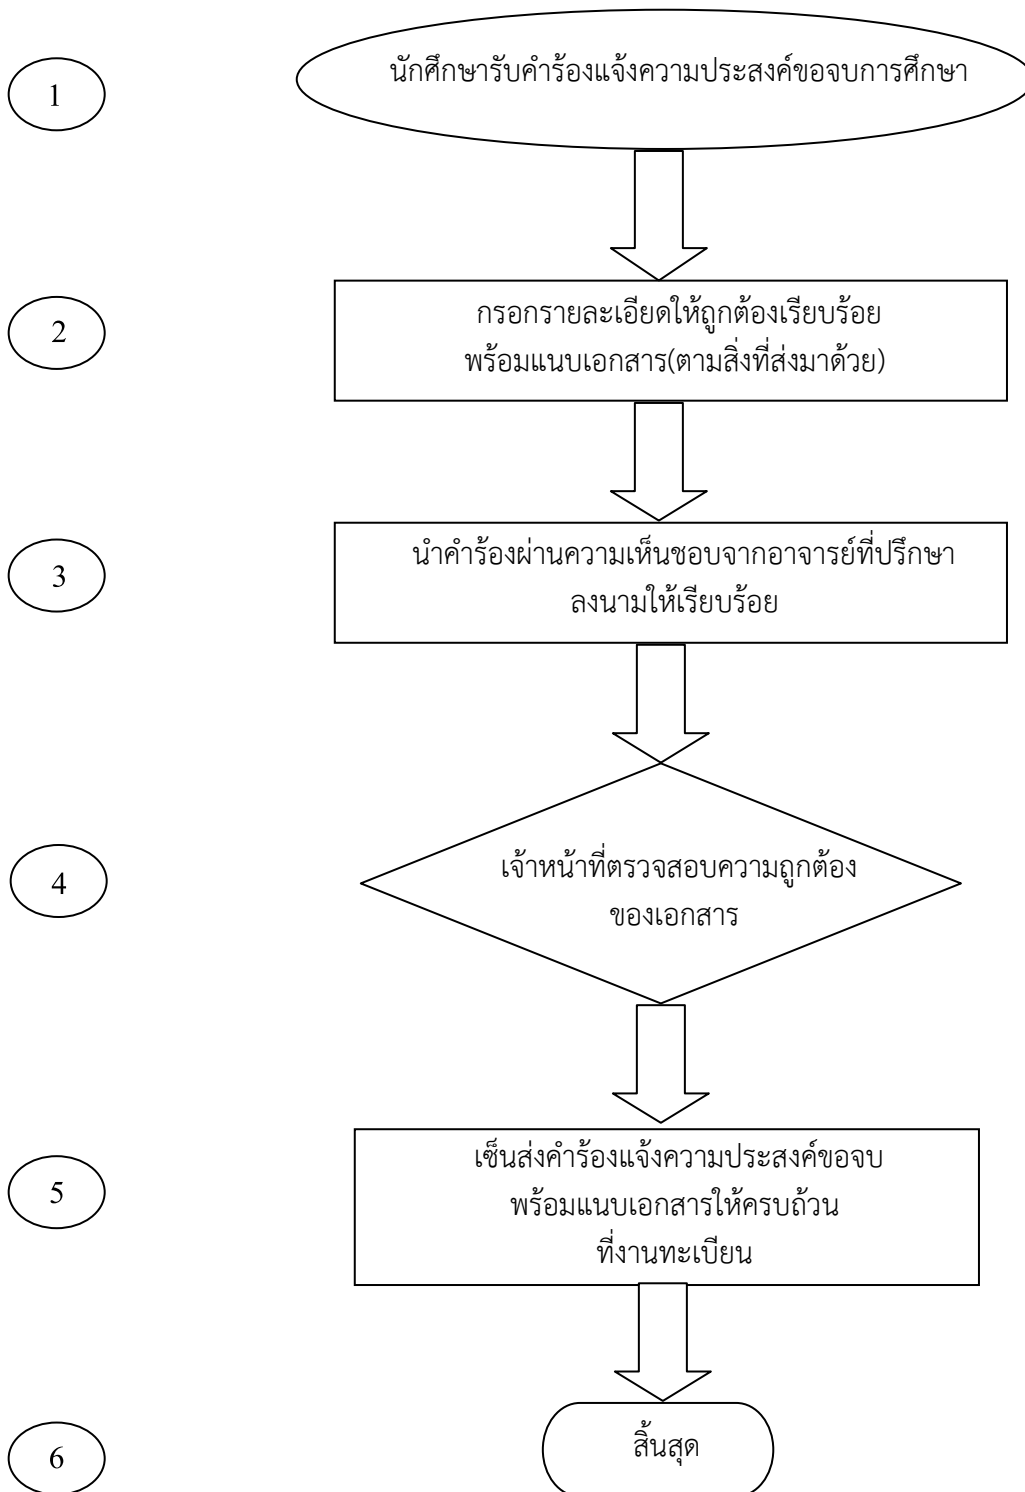 1
นักศึกษารับคำร้องแจ้งความประสงค์ขอจบการศึกษา
2
กรอกรายละเอียดให้ถูกต้องเรียบร้อย
พร้อมแนบเอกสาร(ตามสิ่งที่ส่งมาด้วย)
3
นำคำร้องผ่านความเห็นชอบจากอาจารย์ที่ปรึกษา
ลงนามให้เรียบร้อย
4
เจ้าหน้าที่ตรวจสอบความถูกต้อง
ของเอกสาร
5
เซ็นส่งคำร้องแจ้งความประสงค์ขอจบ
พร้อมแนบเอกสารให้ครบถ้วน
ที่งานทะเบียน
6
สิ้นสุด